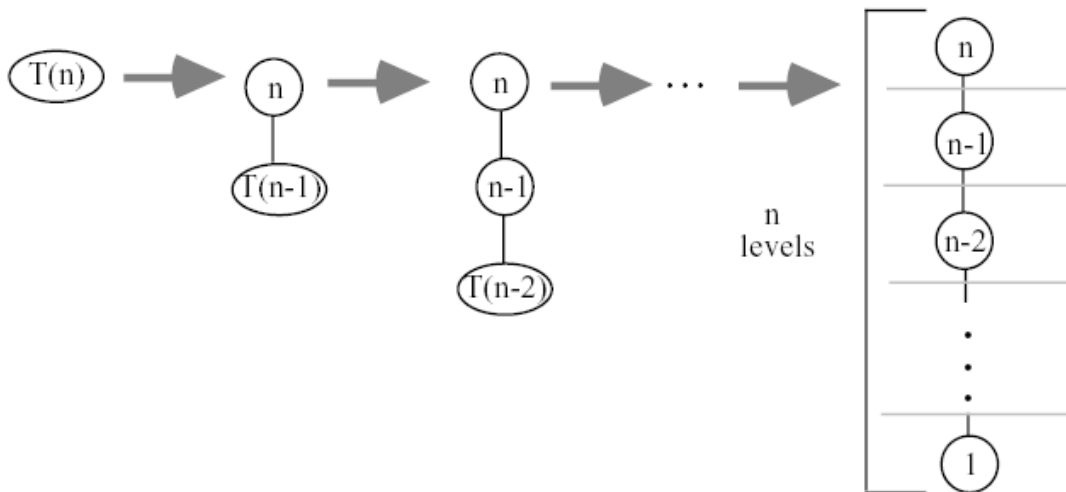 T(n)
n
T(n-1)
n
n-1
T(n-2)
...
n
levels
n
n-1
n-2
1